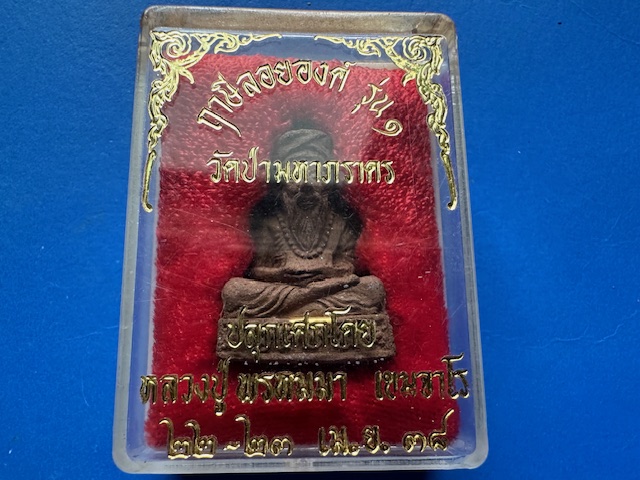 ฤาษีลอยองค์ รุ่น ๑
วัดป่ามหาภราดร
ปลุกเสกโดย
หลวงปู่ พรหมมา เขมจาโร
๒๒ -๒๓ เม.ย. ๓๘